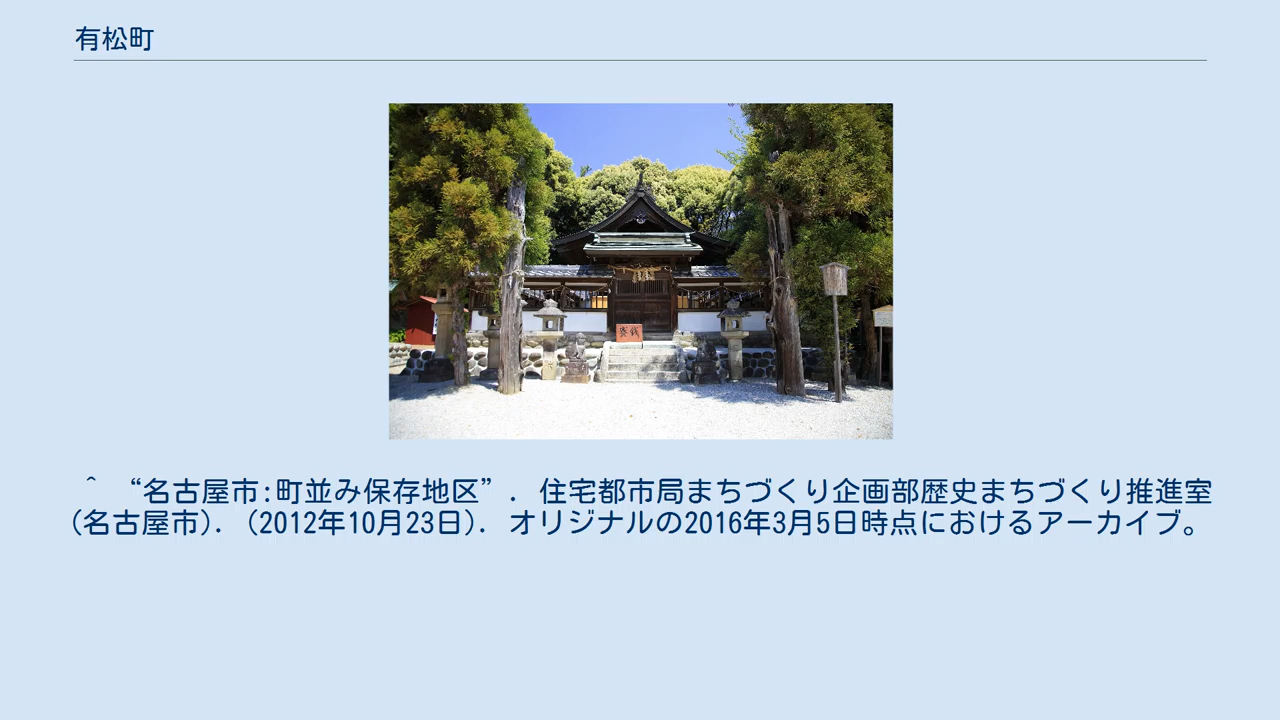 有松町
賽銭
^ “名古屋市:町並み保存地区”. 住宅都市局まちづくり企画部歴史まちづくり推進室
(名古屋市). (2012年10月23日). オリジナルの2016年3月5日時点におけるアーカイブ。